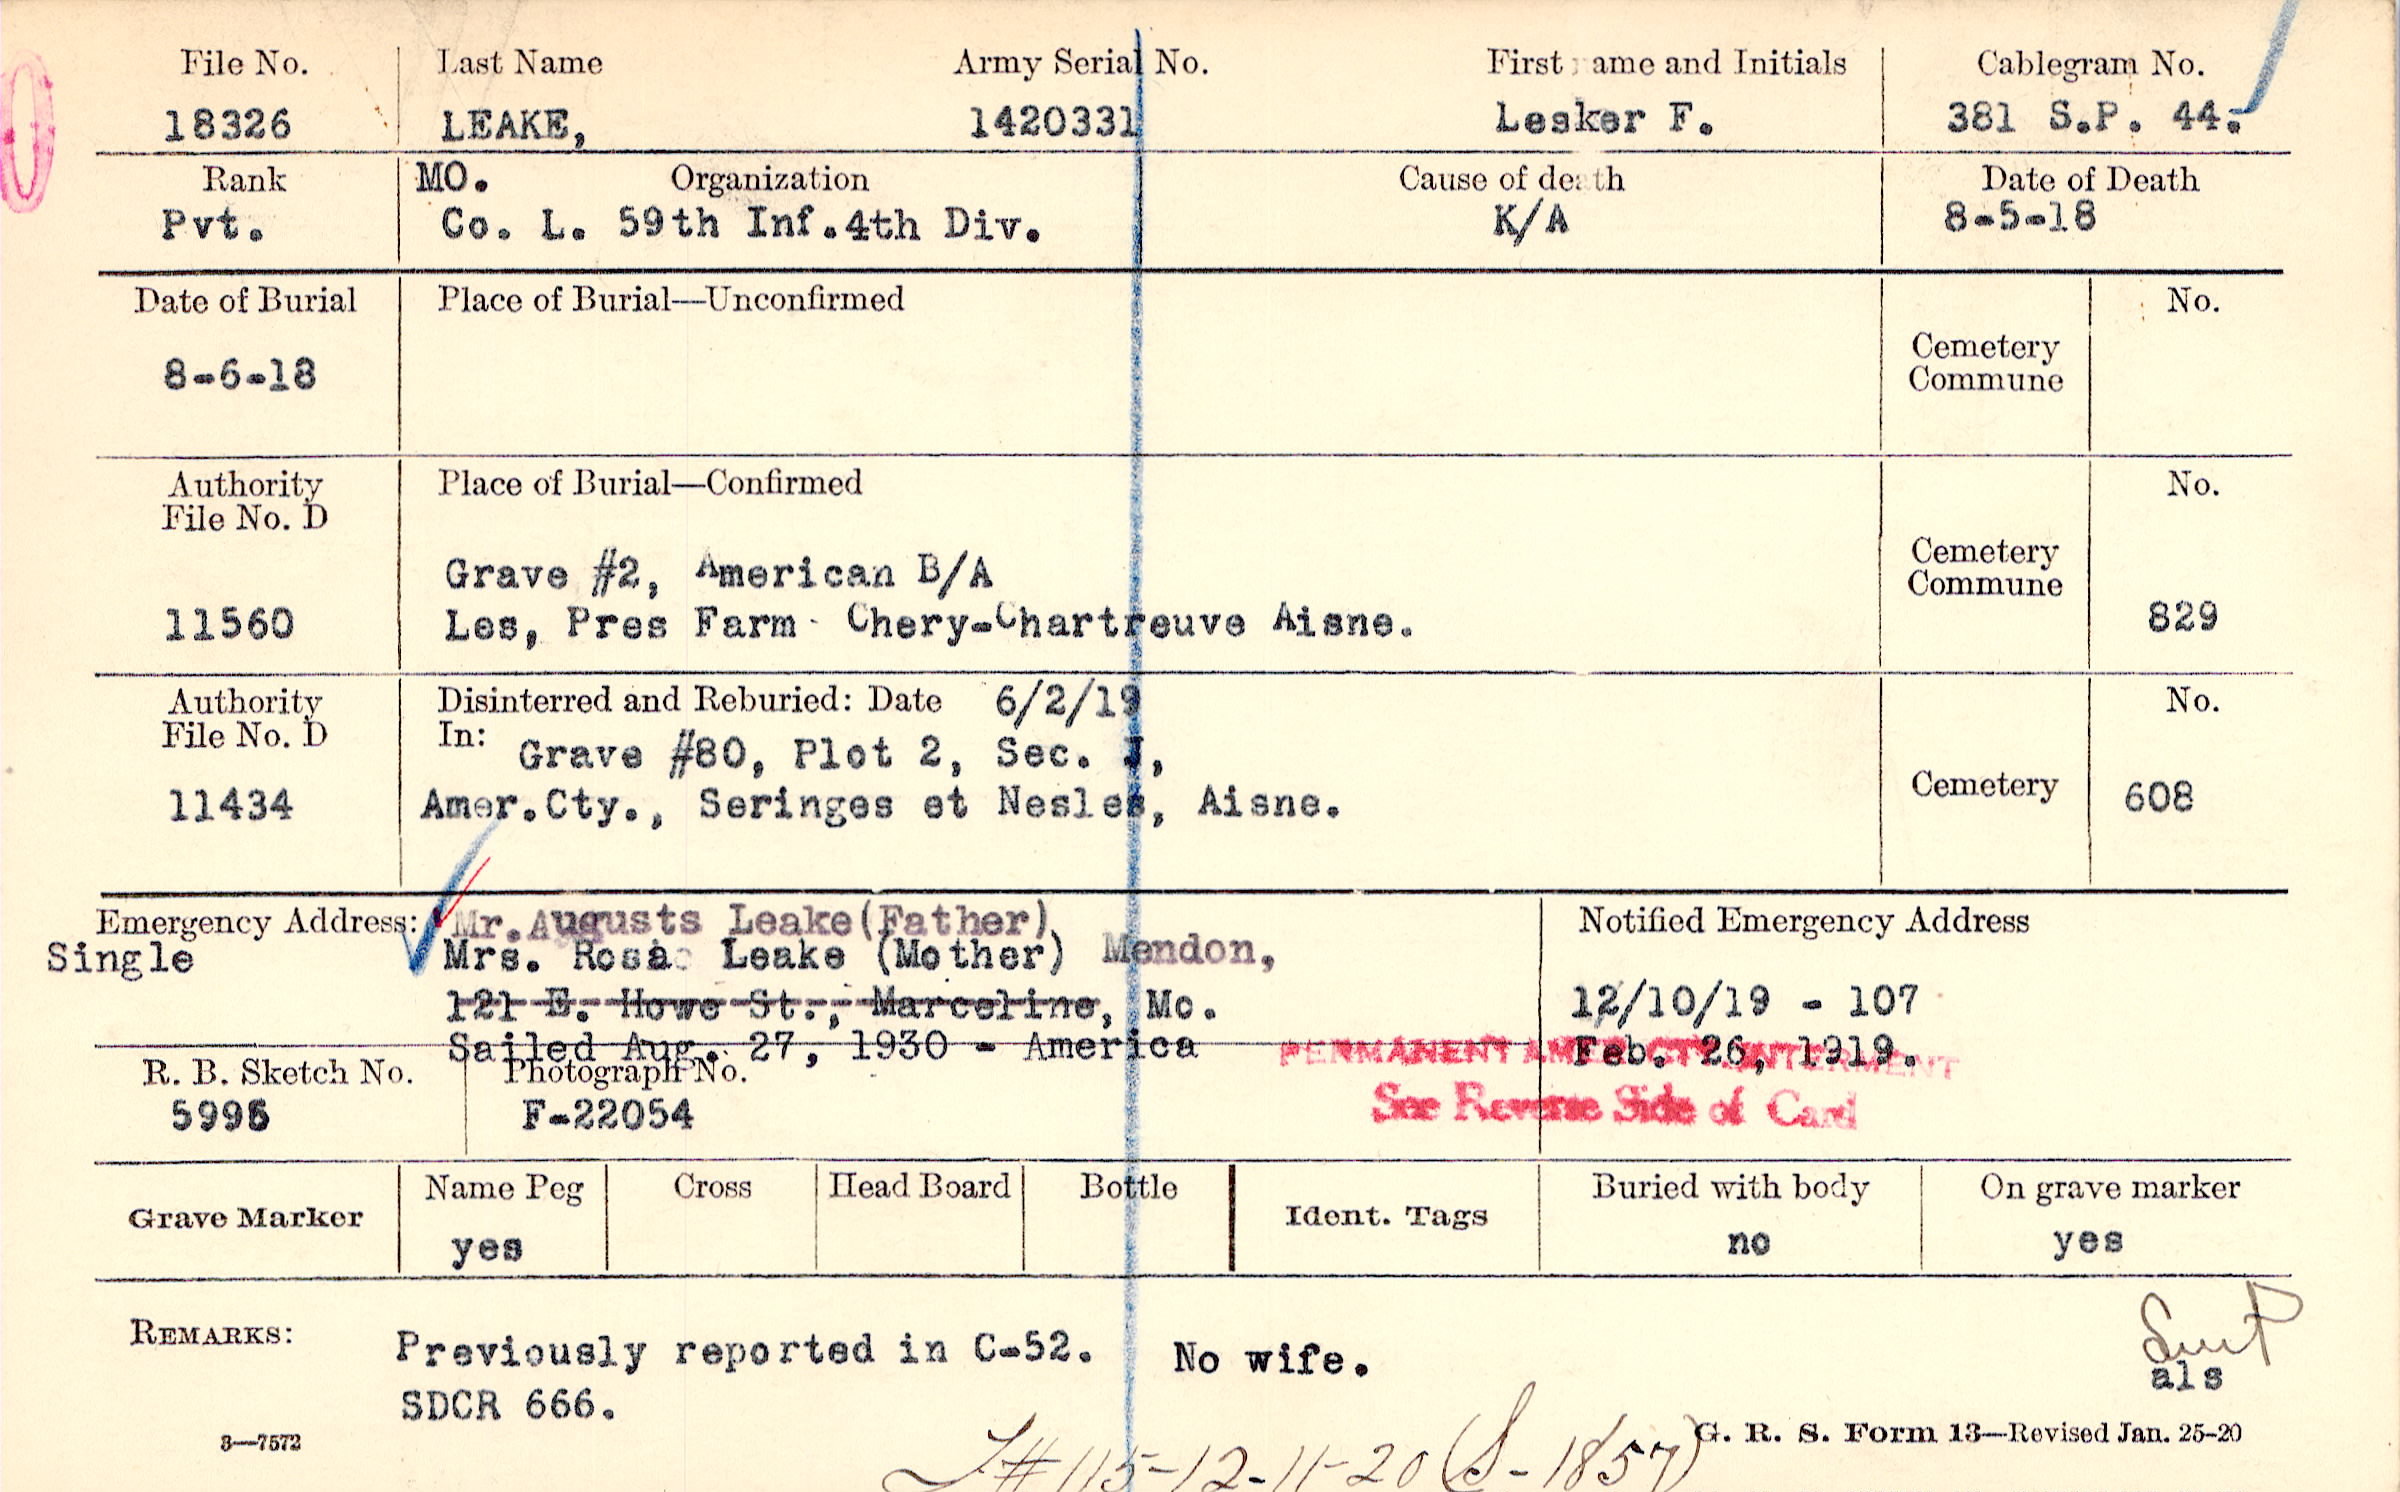 File No. Last Name Army Serial No. First ame and Initials Cablegram No.
18326 LEAKE, 1420331 Lesker F. 381 S.P. 44.
Rank MO. Organization Cause of death Date of Death
Pvt. Co. L. 59th Inf.4th Div. K/A 8-5-18
Date of Burial Place of Burial—Unconfirmed No.
8-6-18
Cemetery
Commune
Authority Place of Burial—Confirmed No.
File No. D
Cemetery
Commune
Grave #2, American B/A
11560 Les, Pres Farm Chery-Chartreuve Aisne. 829
Authority Disinterred and Reburied: Date 6/2/19 No.
File No. D In: Grave #80, Plot 2, Sec. J,
11434 Amer.Cty., Seringes et Nesles, Aisne. Cemetery 608
Emergency Address: Mr.Augusts Leake(Father) Notified Emergency Address
Single Mrs. Rosa Leake (Mother) Mendon,
121 E. Howe St., Marceline, Mo. 12/10/19 - 107
Sailed Aug. 27, 1930 - America Feb. 26, 1919.
PERMANENT AMER. CTY. INTERMENT
R. B. Sketch No. Photograph No.
See Reverse Side of Card
5995 F-22054
Grave Marker Name Peg Cross Head Board Bottle Ident. Tags Buried with body On grave marker
yes no yes
REMARKS: Previously reported in C-52. No wife.
als
SDCR 666.
3—7572 G. R. S. Form 13—Revised Jan. 25-20
#115-12-11-20 (S-1857)